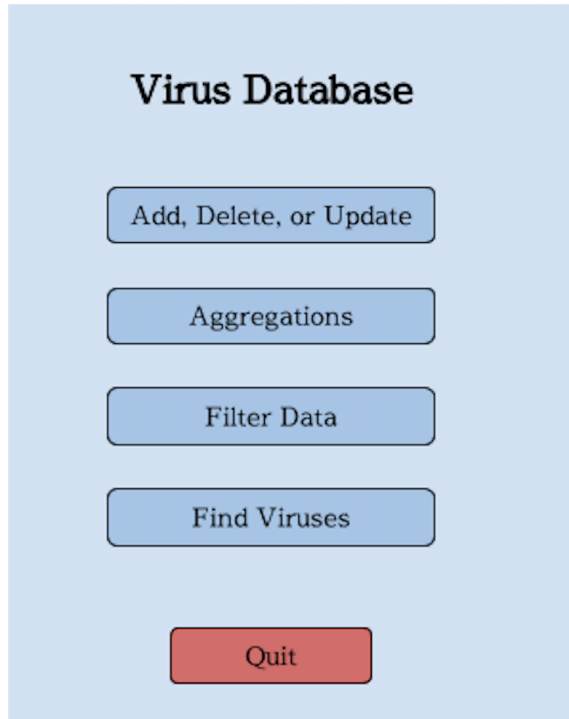 Virus Database
Add, Delete, or Update
Aggregations
Filter Data
Find Viruses
Quit